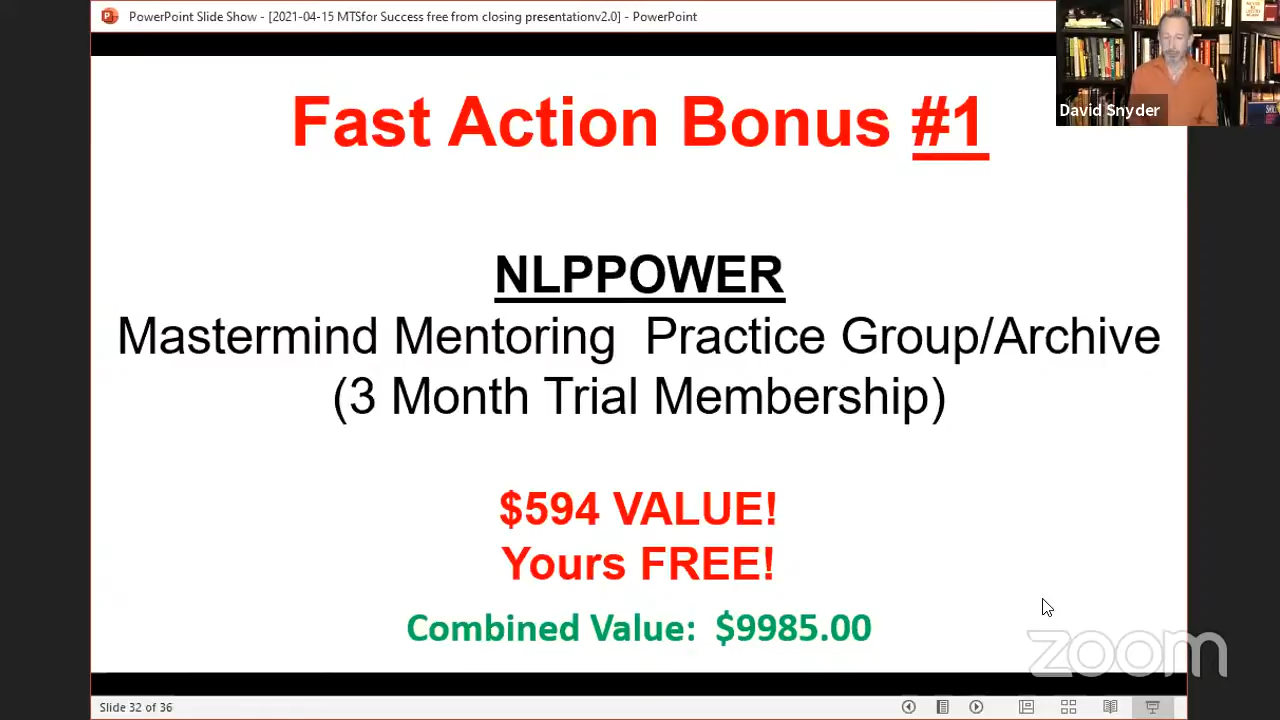 PowerPoint Slide Show - [2021-04-15 MTSfor Success free from closing presentationv2.0] - PowerPoint
David Snyder
Fast Action Bonus #1
NLPPOWER
Mastermind Mentoring  Practice Group/Archive
(3 Month Trial Membership)
$594 VALUE!
Yours FREE!
Combined Value:  $9985.00
zoom
Slide 32 of 36